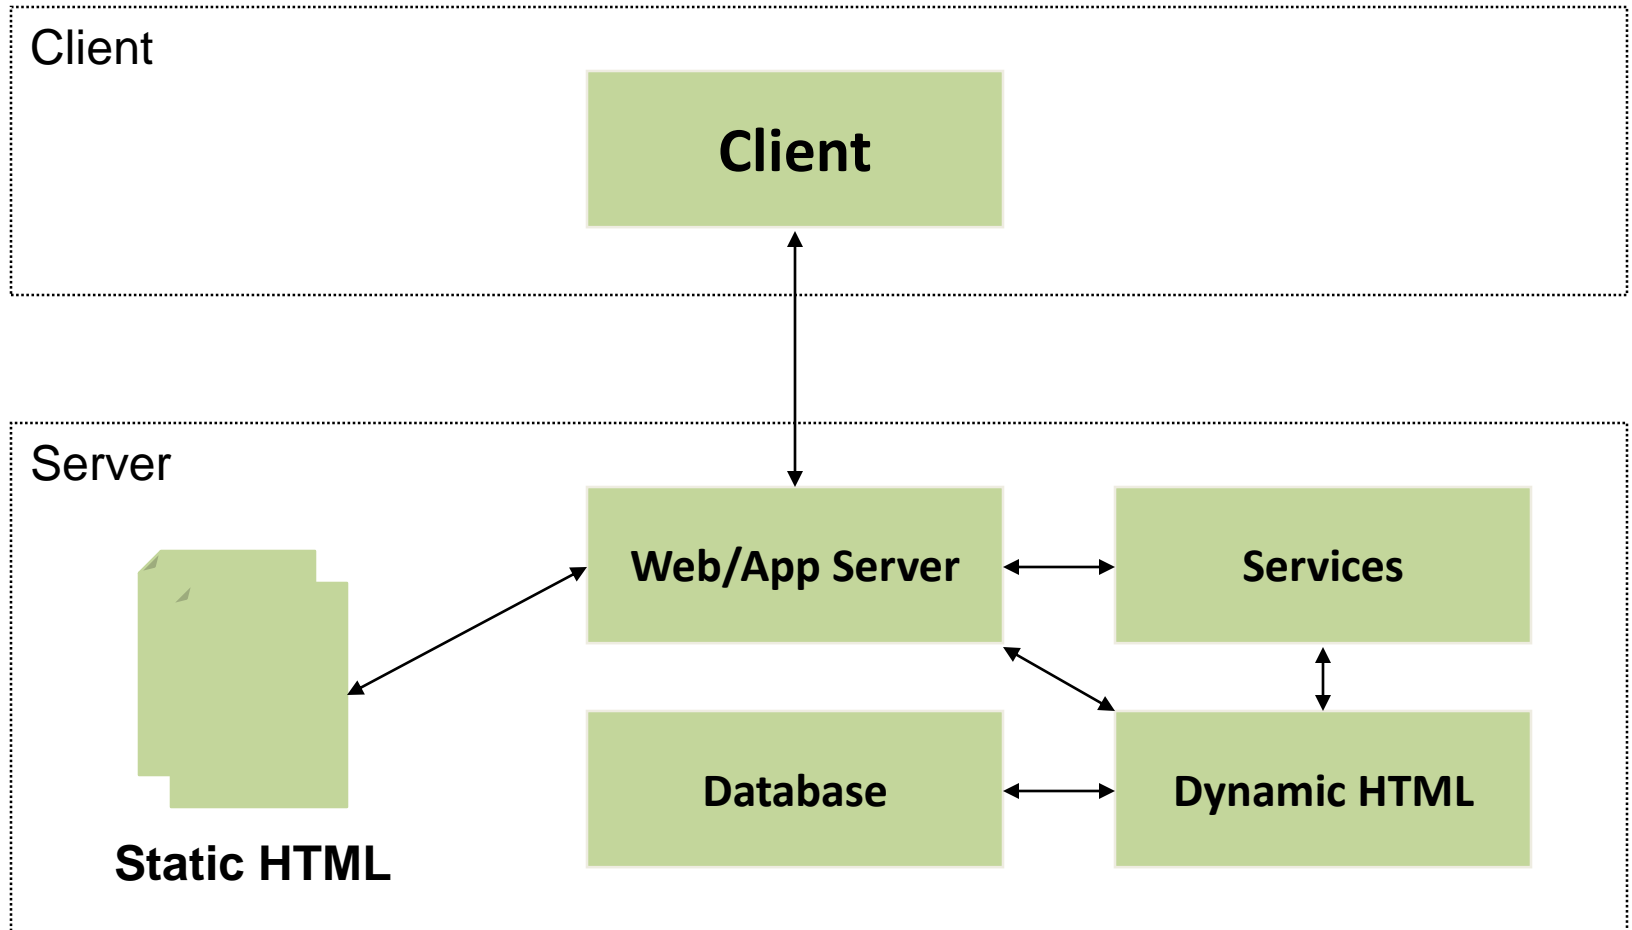 Client
Client
Server
Web/App Server
Services
Database
Dynamic HTML
Static HTML